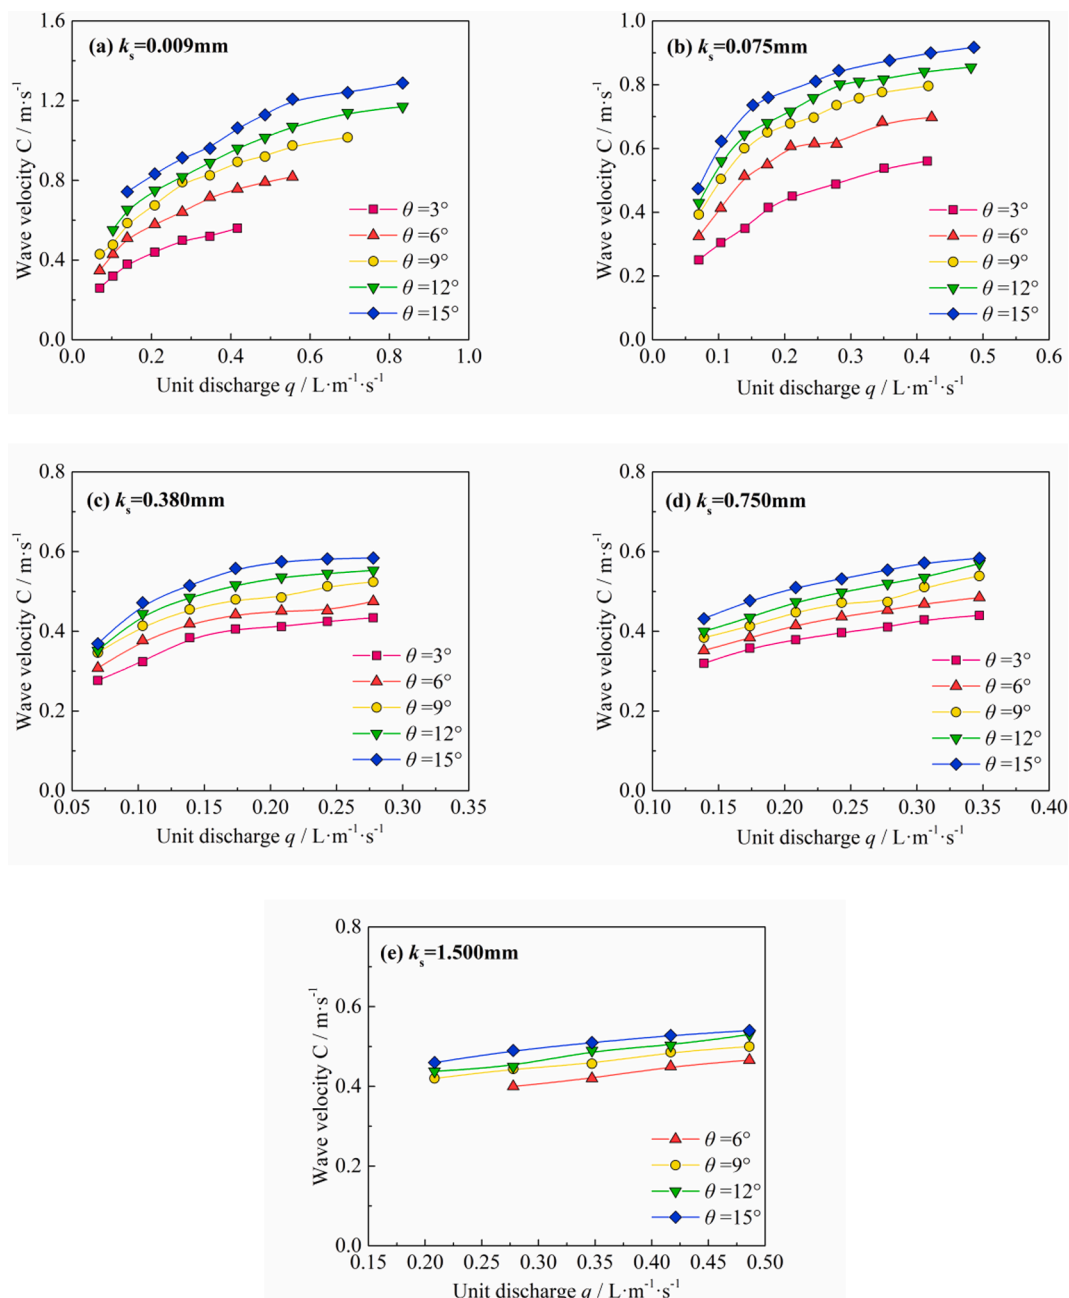 (a) kₛ=0.009mm
Wave velocity C / m·s⁻¹
1.6
1.2
0.8
0.4
0.0
θ =3°
θ =6°
θ =9°
θ =12°
θ =15°
0.0 0.2 0.4 0.6 0.8 1.0
Unit discharge q / L·m⁻¹·s⁻¹
(b) kₛ=0.075mm
Wave velocity C / m·s⁻¹
1.0
0.8
0.6
0.4
0.2
0.0
θ =3°
θ =6°
θ =9°
θ =12°
θ =15°
0.0 0.1 0.2 0.3 0.4 0.5 0.6
Unit discharge q / L·m⁻¹·s⁻¹
(c) kₛ=0.380mm
Wave velocity C / m·s⁻¹
0.8
0.6
0.4
0.2
0.0
θ =3°
θ =6°
θ =9°
θ =12°
θ =15°
0.05 0.10 0.15 0.20 0.25 0.30 0.35
Unit discharge q / L·m⁻¹·s⁻¹
(d) kₛ=0.750mm
Wave velocity C / m·s⁻¹
0.8
0.6
0.4
0.2
0.0
θ =3°
θ =6°
θ =9°
θ =12°
θ =15°
0.10 0.15 0.20 0.25 0.30 0.35 0.40
Unit discharge q / L·m⁻¹·s⁻¹
(e) kₛ=1.500mm
Wave velocity C / m·s⁻¹
0.8
0.6
0.4
0.2
0.0
θ =6°
θ =9°
θ =12°
θ =15°
0.15 0.20 0.25 0.30 0.35 0.40 0.45 0.50
Unit discharge q / L·m⁻¹·s⁻¹